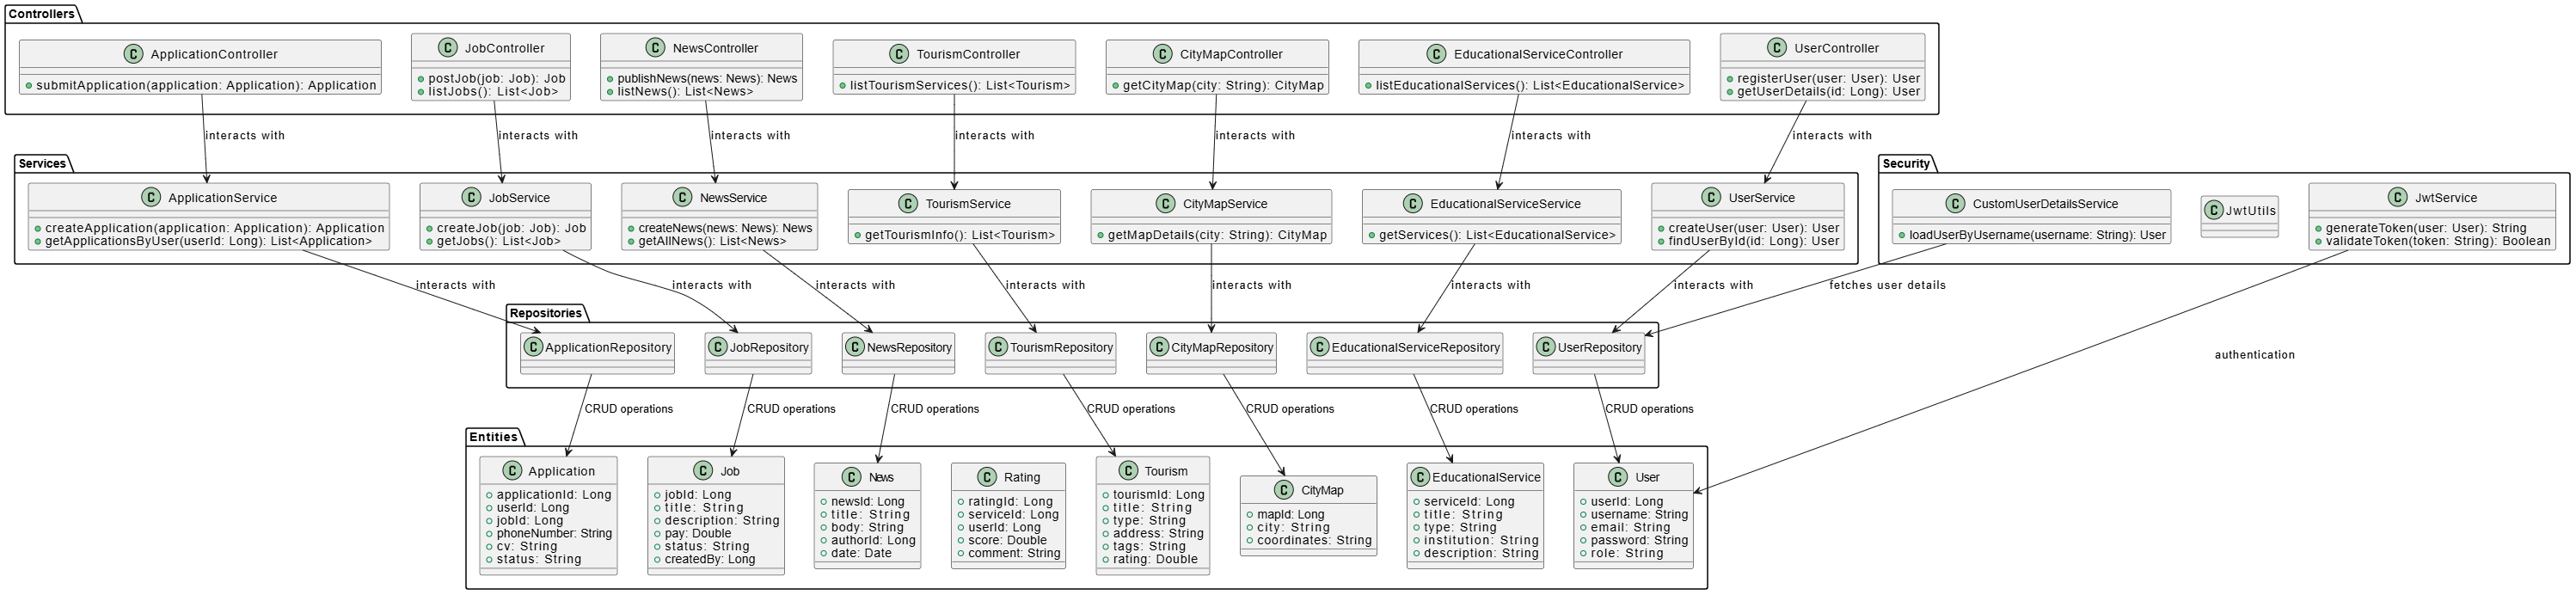 Controllers
C ApplicationController
submitApplication(application: Application): Application
C JobController
postJob(job: Job): Job
listJobs(): List<Job>
C NewsController
publishNews(news: News): News
listNews(): List<News>
C TourismController
listTourismServices(): List<Tourism>
C CityMapController
getCityMap(city: String): CityMap
C EducationalServiceController
listEducationalServices(): List<EducationalService>
C UserController
registerUser(user: User): User
getUserDetails(id: Long): User
interacts with
interacts with
interacts with
interacts with
interacts with
interacts with
interacts with
Services
C ApplicationService
createApplication(application: Application): Application
getApplicationsByUser(userId: Long): List<Application>
C JobService
createJob(job: Job): Job
getJobs(): List<Job>
C NewsService
createNews(news: News): News
getAllNews(): List<News>
C TourismService
getTourismInfo(): List<Tourism>
C CityMapService
getMapDetails(city: String): CityMap
C EducationalServiceService
getServices(): List<EducationalService>
C UserService
createUser(user: User): User
findUserById(id: Long): User
Security
C CustomUserDetailsService
loadUserByUsername(username: String): User
C JwtUtils
C JwtService
generateToken(user: User): String
validateToken(token: String): Boolean
interacts with
interacts with
interacts with
interacts with
interacts with
interacts with
interacts with
fetches user details
Repositories
C ApplicationRepository
C JobRepository
C NewsRepository
C TourismRepository
C CityMapRepository
C EducationalServiceRepository
C UserRepository
authentication
CRUD operations
CRUD operations
CRUD operations
CRUD operations
CRUD operations
CRUD operations
CRUD operations
Entities
C Application
applicationId: Long
userId: Long
jobId: Long
phoneNumber: String
cv: String
status: String
C Job
jobId: Long
title: String
description: String
pay: Double
status: String
createdBy: Long
C News
newsId: Long
title: String
body: String
authorId: Long
date: Date
C Rating
ratingId: Long
serviceId: Long
userId: Long
score: Double
comment: String
C Tourism
tourismId: Long
title: String
type: String
address: String
tags: String
rating: Double
C CityMap
mapId: Long
city: String
coordinates: String
C EducationalService
serviceId: Long
title: String
type: String
institution: String
description: String
C User
userId: Long
username: String
email: String
password: String
role: String